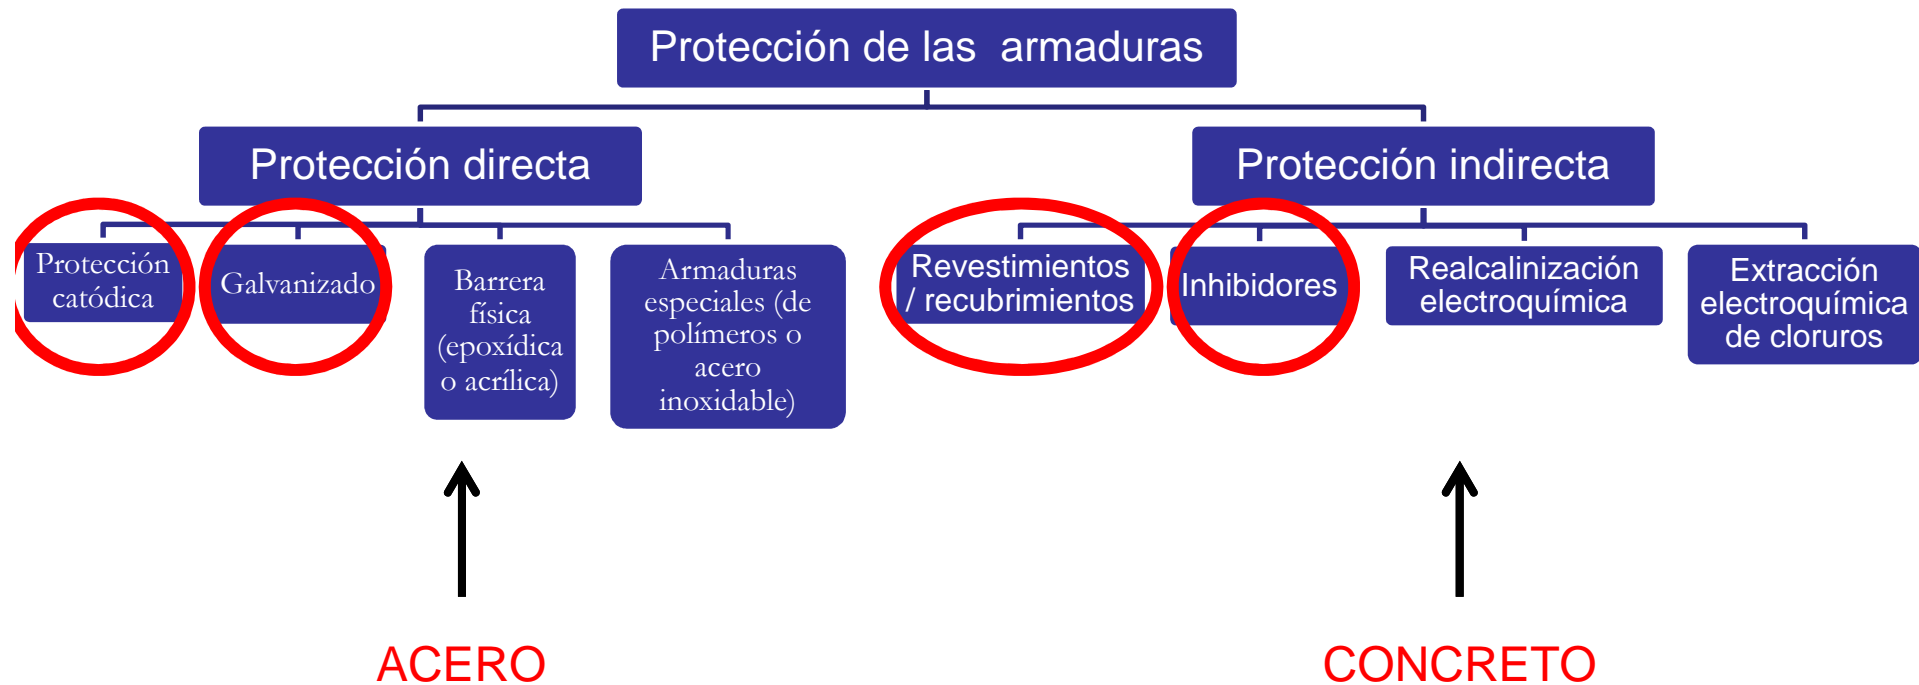 Protección de las armaduras
Protección directa
Protección indirecta
Protección
catódica
Galvanizado
Barrera
física
(epoxídica
o acrílica)
Armaduras
especiales (de
polímeros o
acero
inoxidable)
Revestimientos
/ recubrimientos
Inhibidores
Realcalinización
electroquímica
Extracción
electroquímica
de cloruros
ACERO
CONCRETO